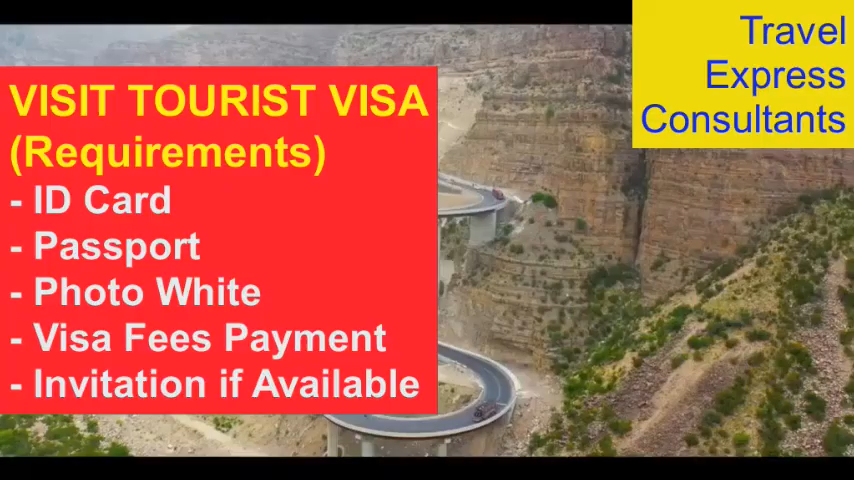 VISIT TOURIST VISA
(Requirements)
- ID Card
- Passport
- Photo White
- Visa Fees Payment
- Invitation if Available
Travel
Express
Consultants